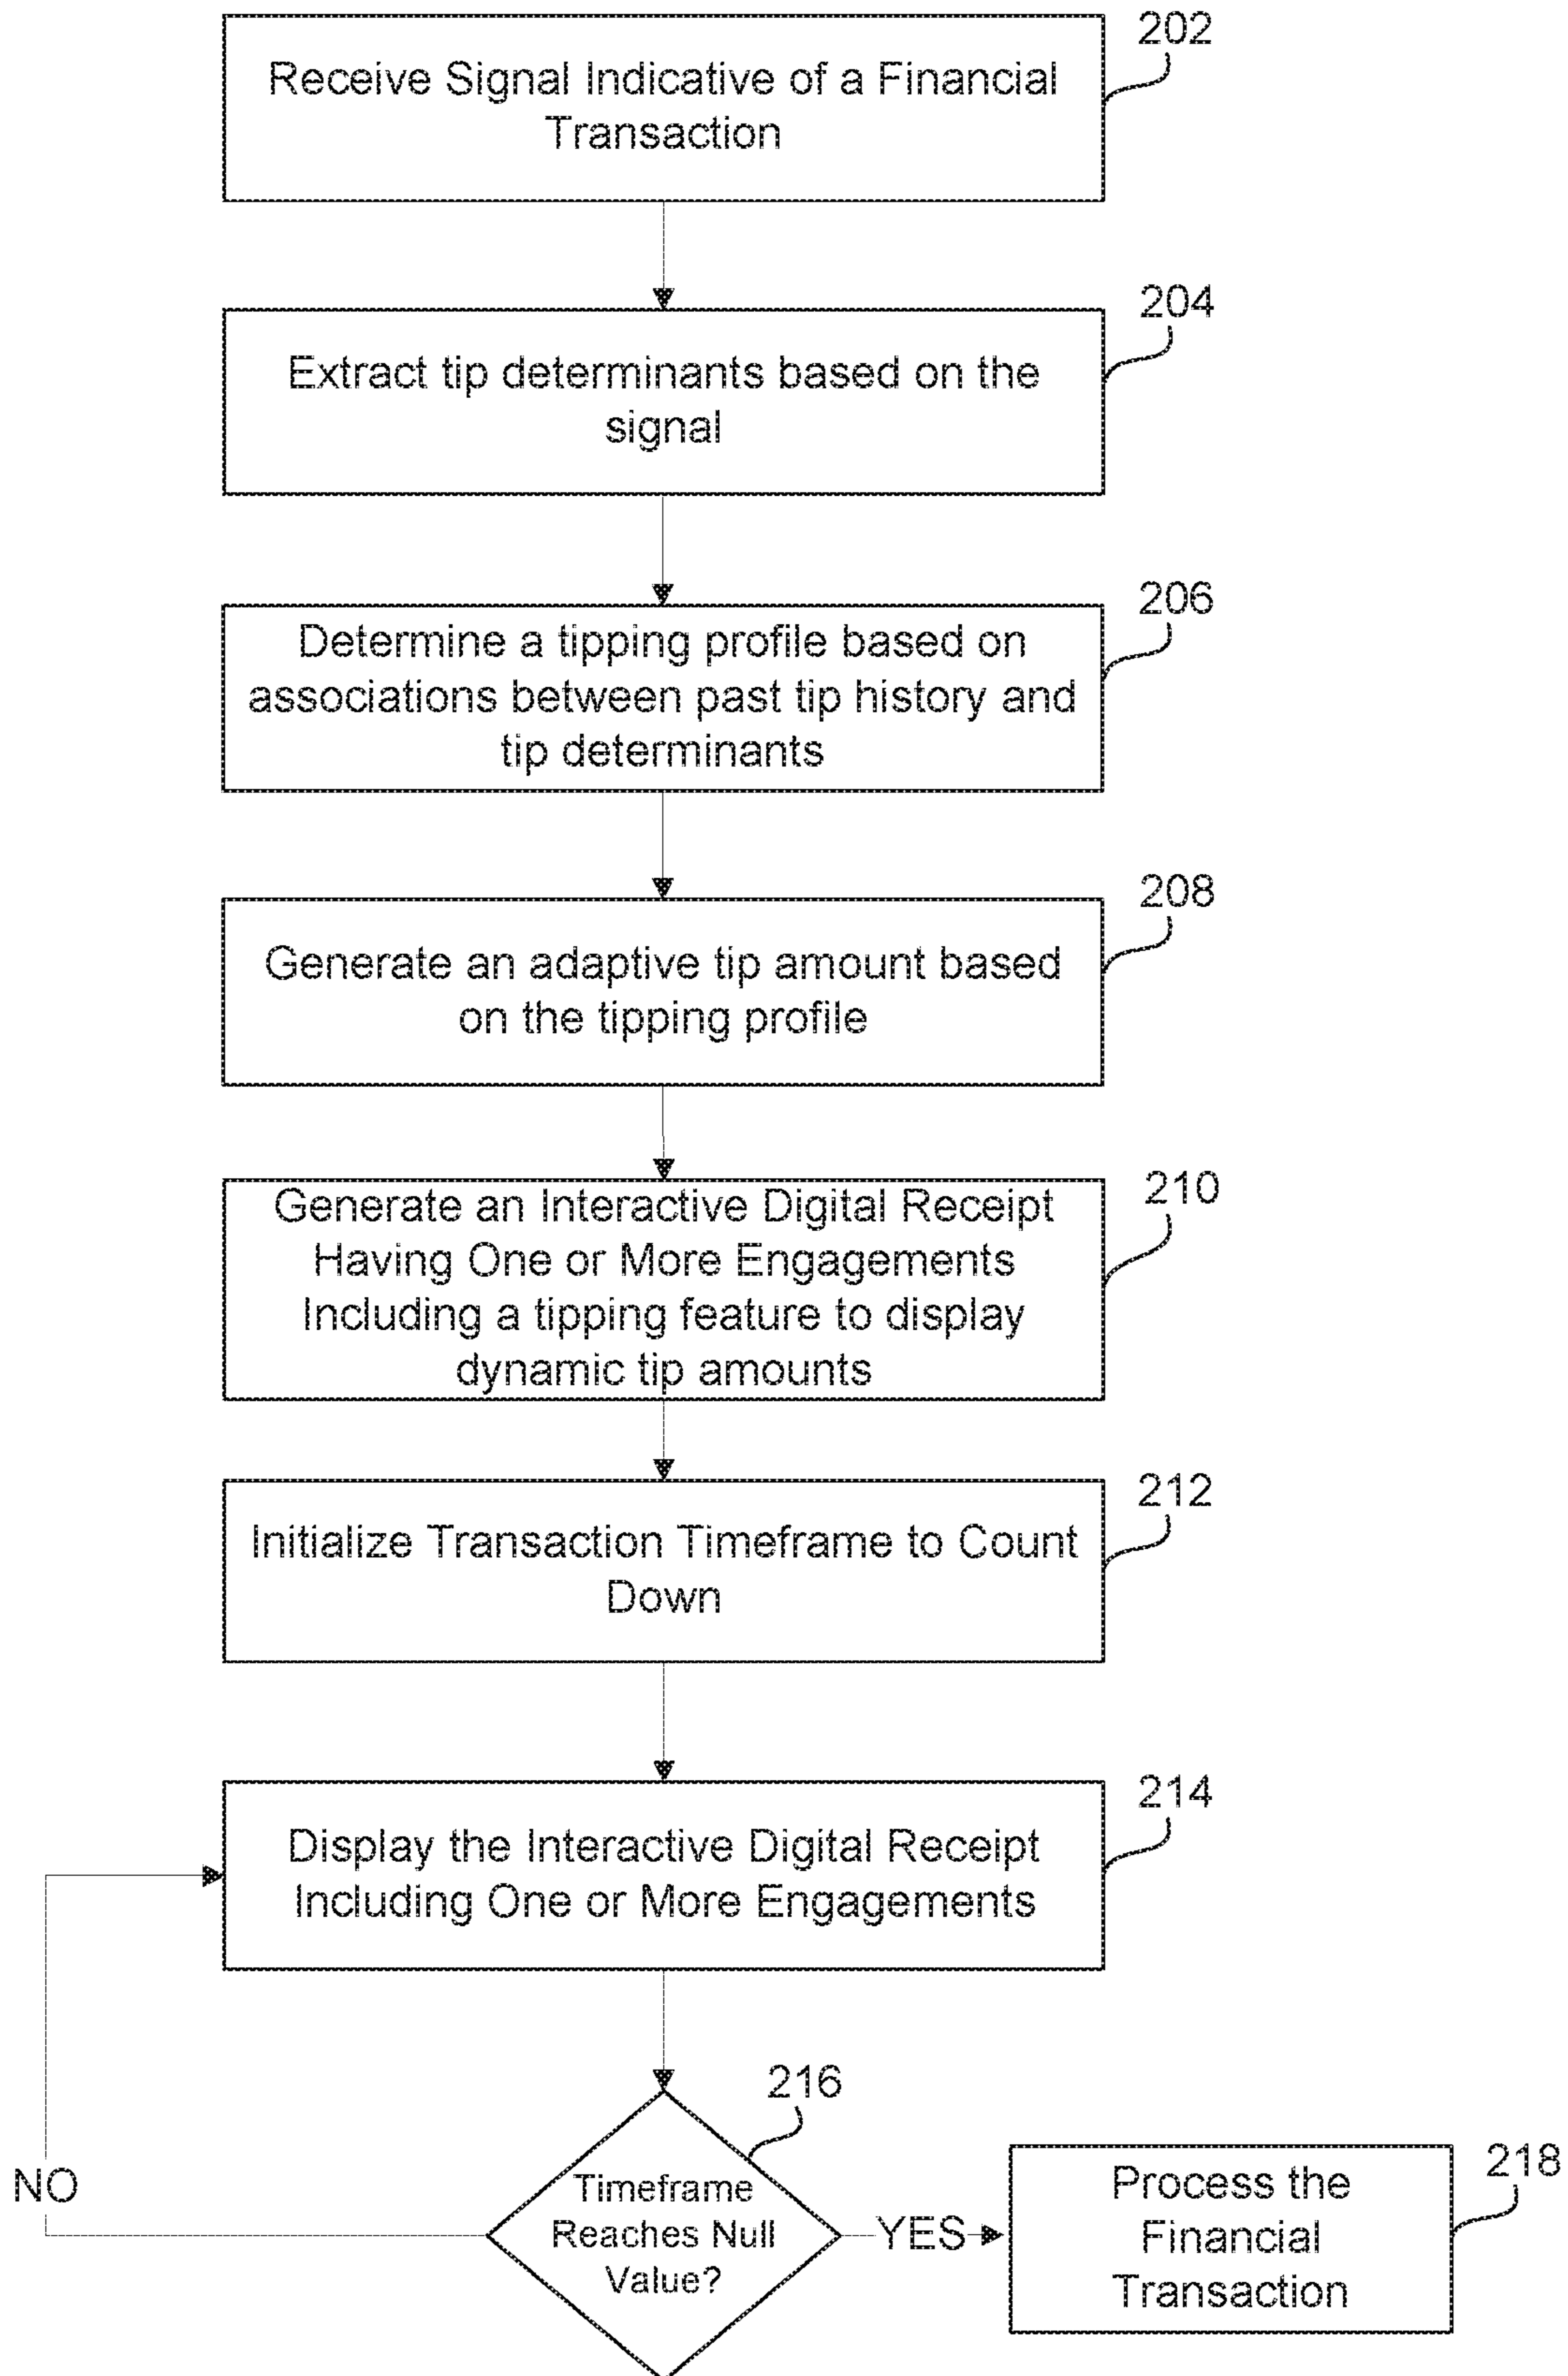 202
Receive Signal Indicative of a Financial
Transaction
204
Extract tip determinants based on the
signal
206
Determine a tipping profile based on
associations between past tip history and
tip determinants
208
Generate an adaptive tip amount based
on the tipping profile
210
Generate an Interactive Digital Receipt
Having One or More Engagements
Including a tipping feature to display
dynamic tip amounts
212
Initialize Transaction Timeframe to Count
Down
214
Display the Interactive Digital Receipt
Including One or More Engagements
216
Timeframe
Reaches Null
Value?
NO
YES
218
Process the
Financial
Transaction